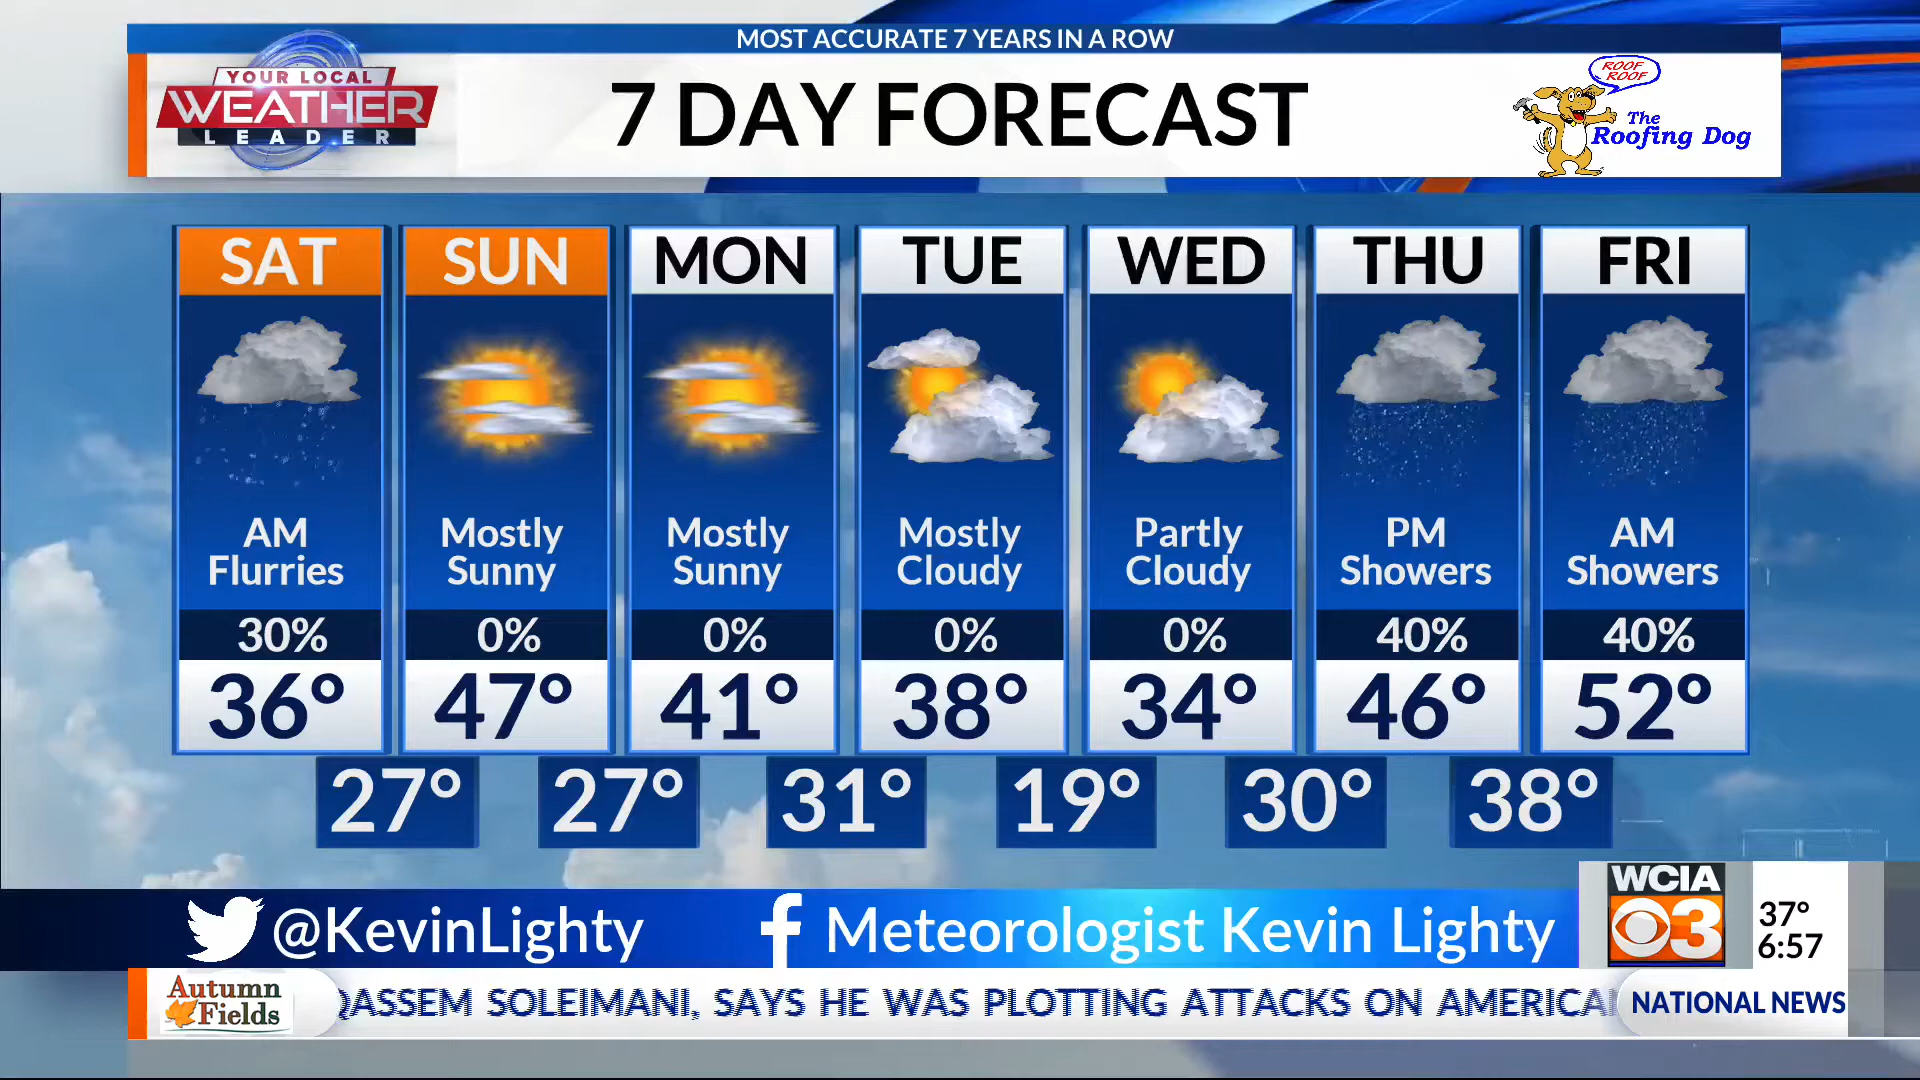 MOST ACCURATE 7 YEARS IN A ROW
YOUR LOCAL
WEATHER
LEADER
7 DAY FORECAST
ROOF
ROOF
The
Roofing Dog
SAT
AM
Flurries
30%
36°
SUN
Mostly
Sunny
0%
47°
MON
Mostly
Sunny
0%
41°
TUE
Mostly
Cloudy
0%
38°
WED
Partly
Cloudy
0%
34°
THU
PM
Showers
40%
46°
FRI
AM
Showers
40%
52°
27° 27° 31° 19° 30° 38°
@KevinLighty
Meteorologist Kevin Lighty
WCIA
3
37°
6:57
Autumn
Fields
QASSEM SOLEIMANI, SAYS HE WAS PLOTTING ATTACKS ON AMERICA
NATIONAL NEWS